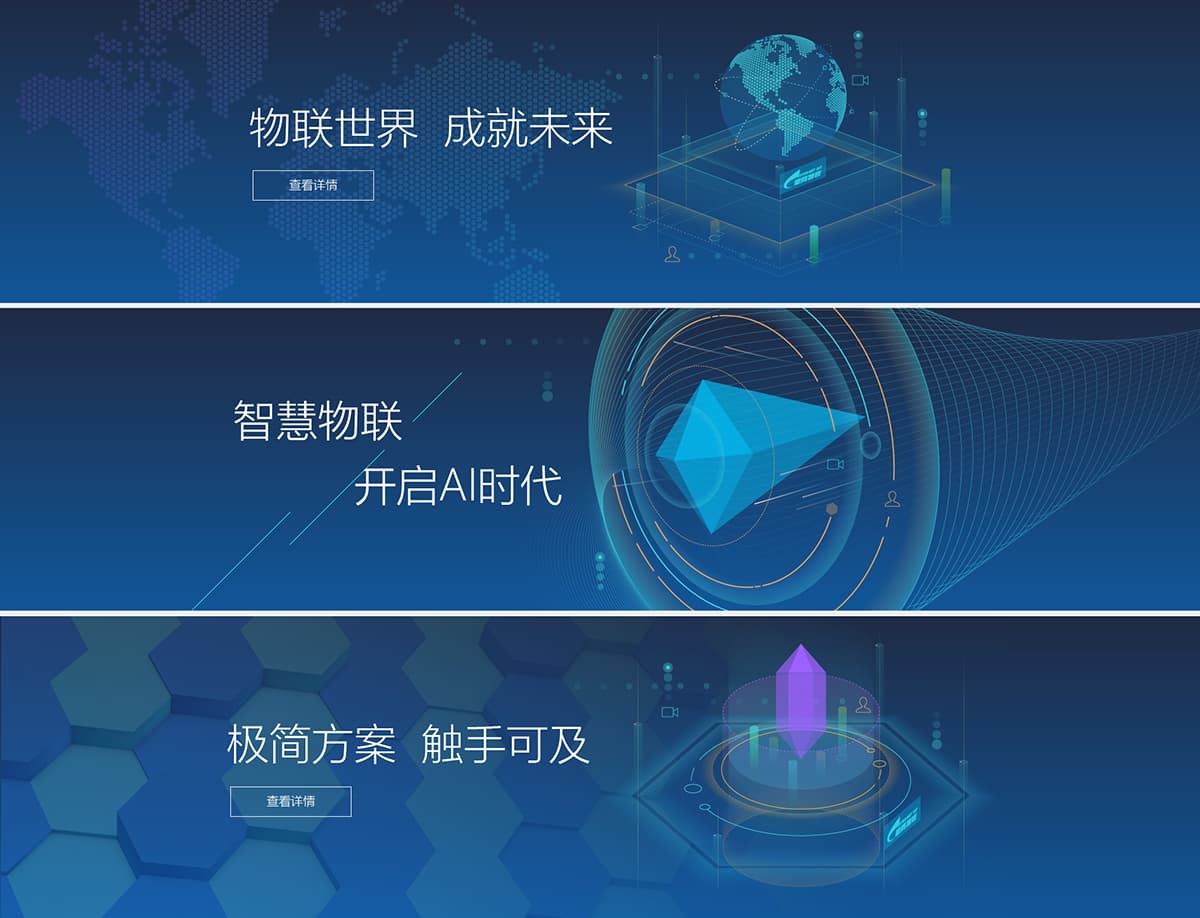 物联世界 成就未来
查看详情
智慧物联
开启AI时代
极简方案 触手可及
查看详情